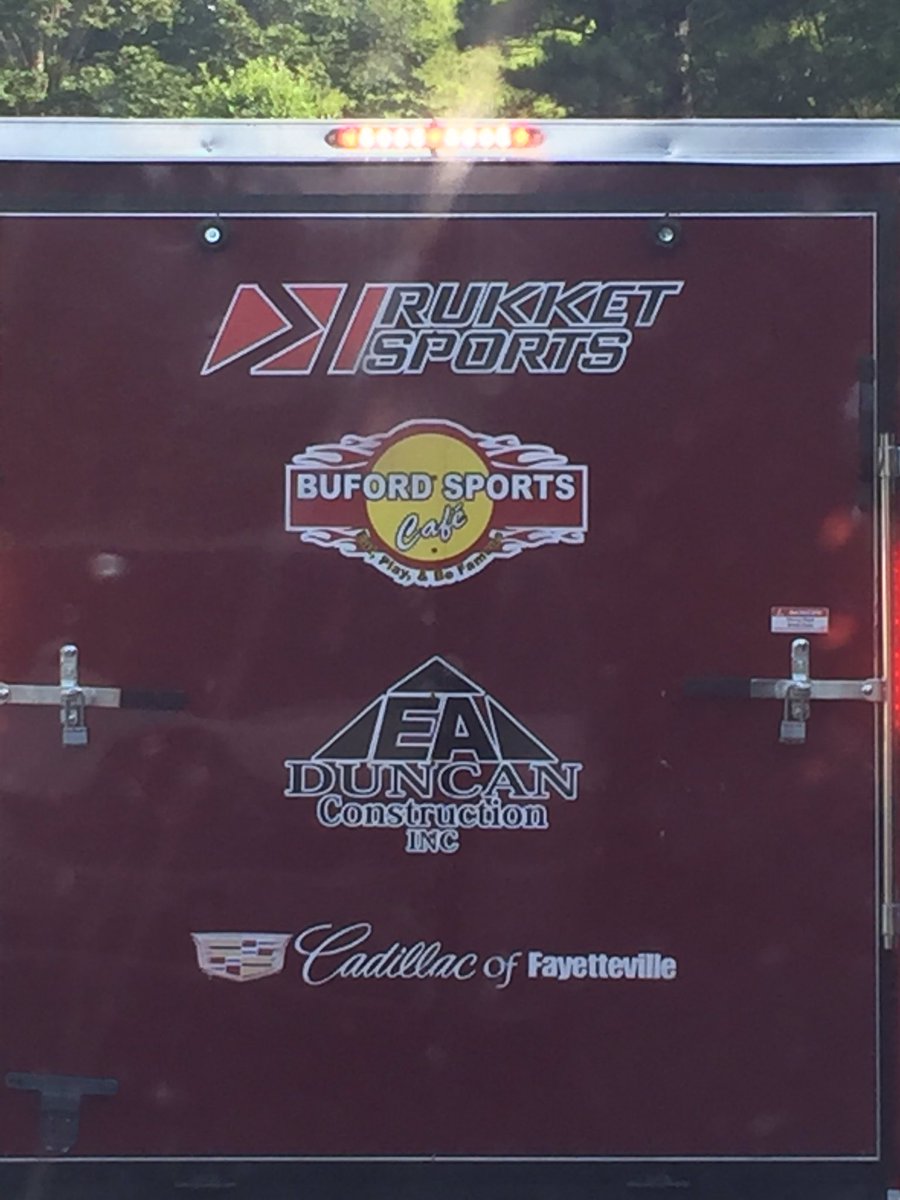 RUKKET
SPORTS
BUFORD SPORTS
Café
Play, & Be Fam
EA
DUNCAN
Construction
INC
Cadillac of Fayetteville